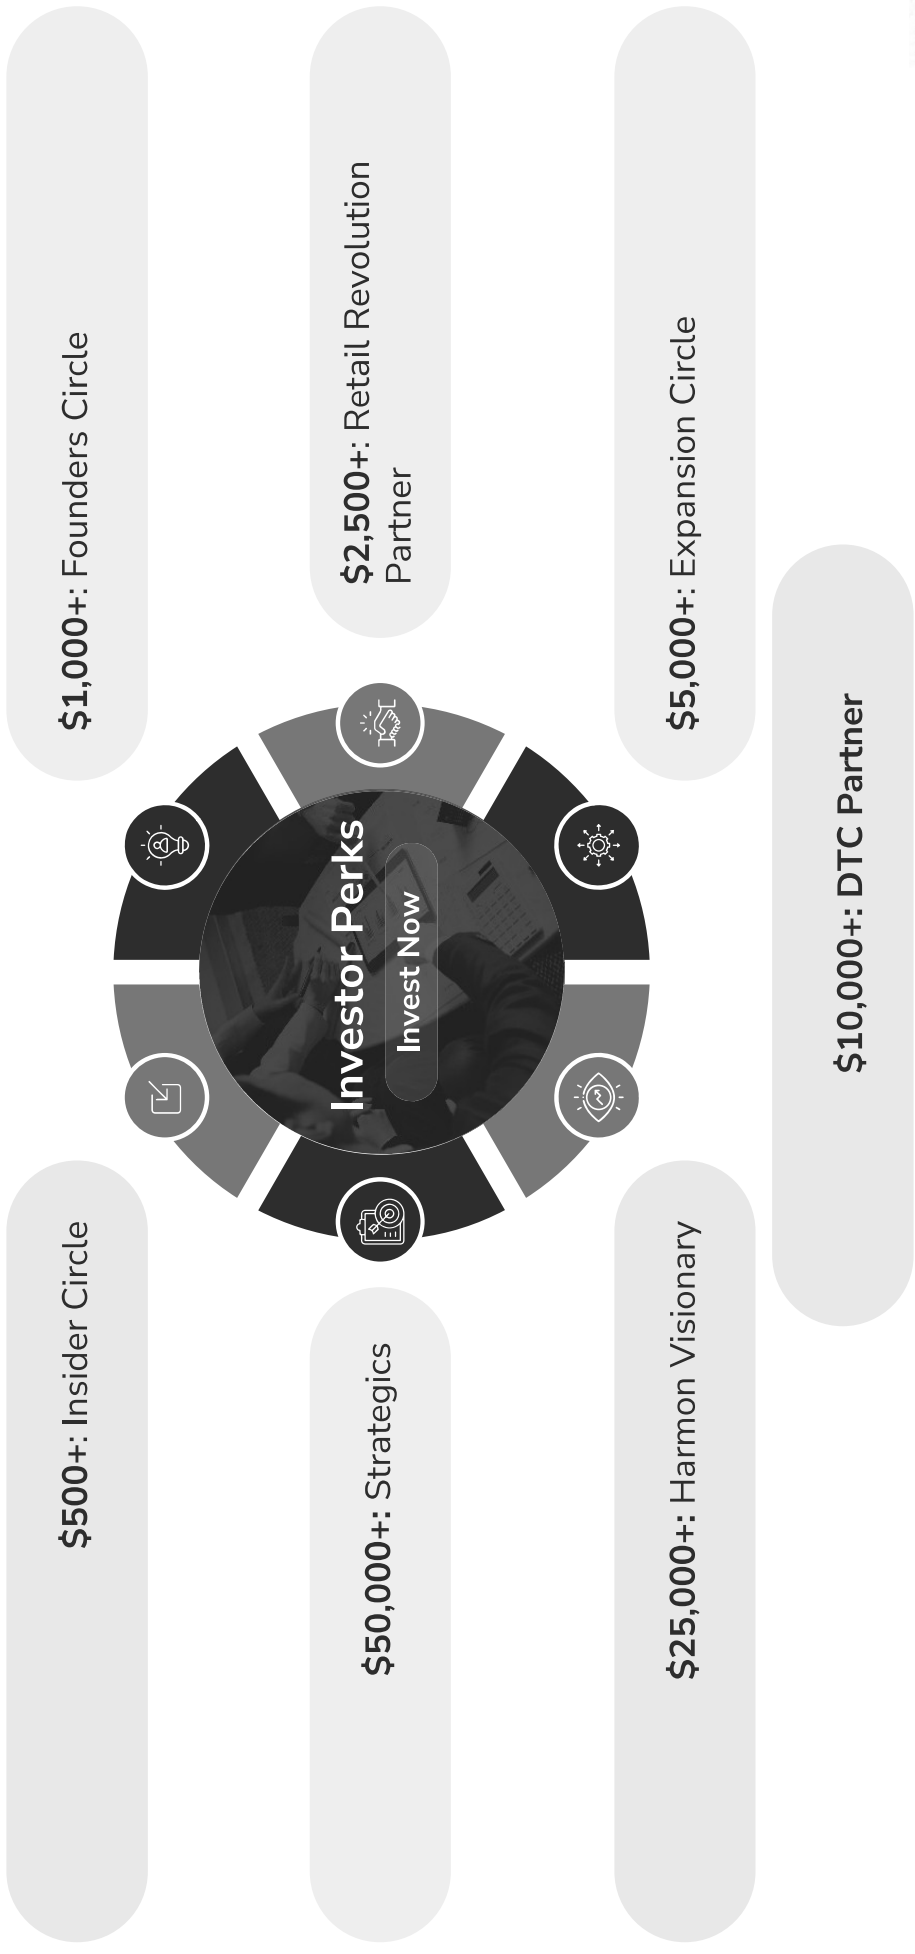 $500+: Insider Circle
$1,000+: Founders Circle
Investor Perks
Invest Now
$2,500+: Retail Revolution
Partner
$50,000+: Strategics
$25,000+: Harmon Visionary
$5,000+: Expansion Circle
$10,000+: DTC Partner